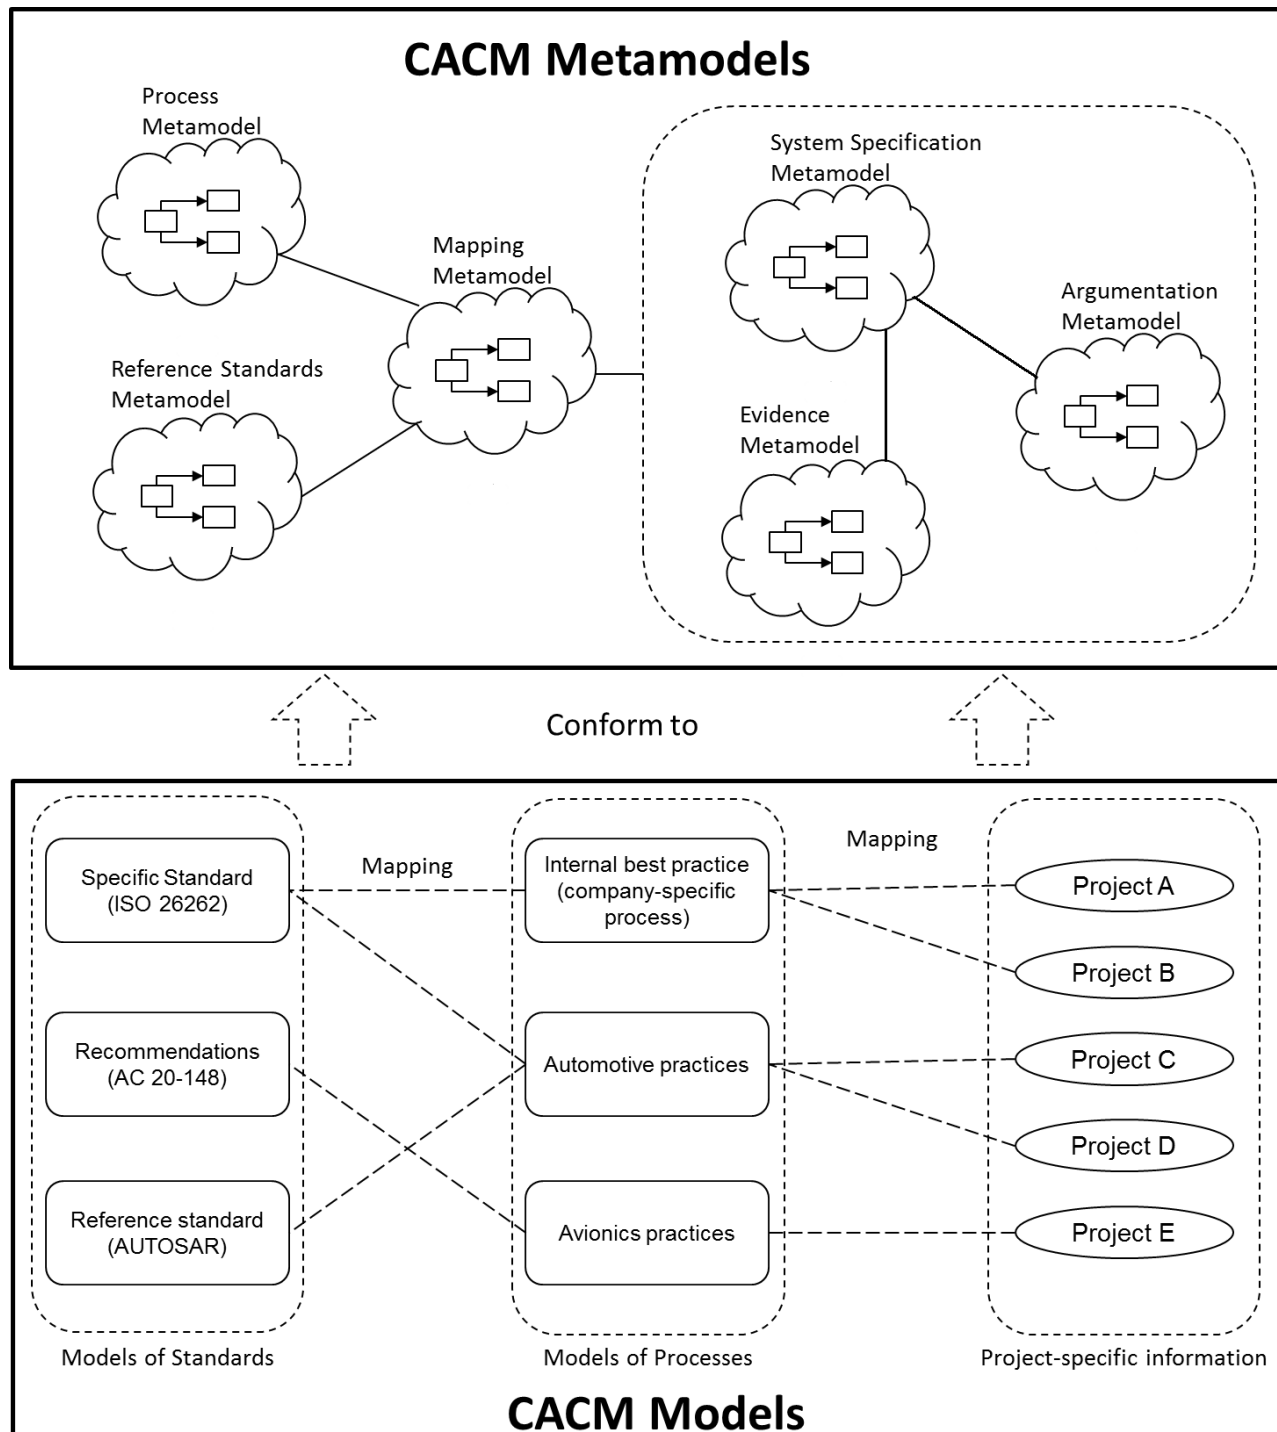 CACM Metamodels
Process
Metamodel
System Specification
Metamodel
Mapping
Metamodel
Argumentation
Metamodel
Reference Standards
Metamodel
Evidence
Metamodel
Conform to
Specific Standard
(ISO 26262)
Mapping
Internal best practice
(company-specific
process)
Mapping
Project A
Project B
Recommendations
(AC 20-148)
Automotive practices
Project C
Project D
Reference standard
(AUTOSAR)
Avionics practices
Project E
Models of Standards
Models of Processes
Project-specific information
CACM Models